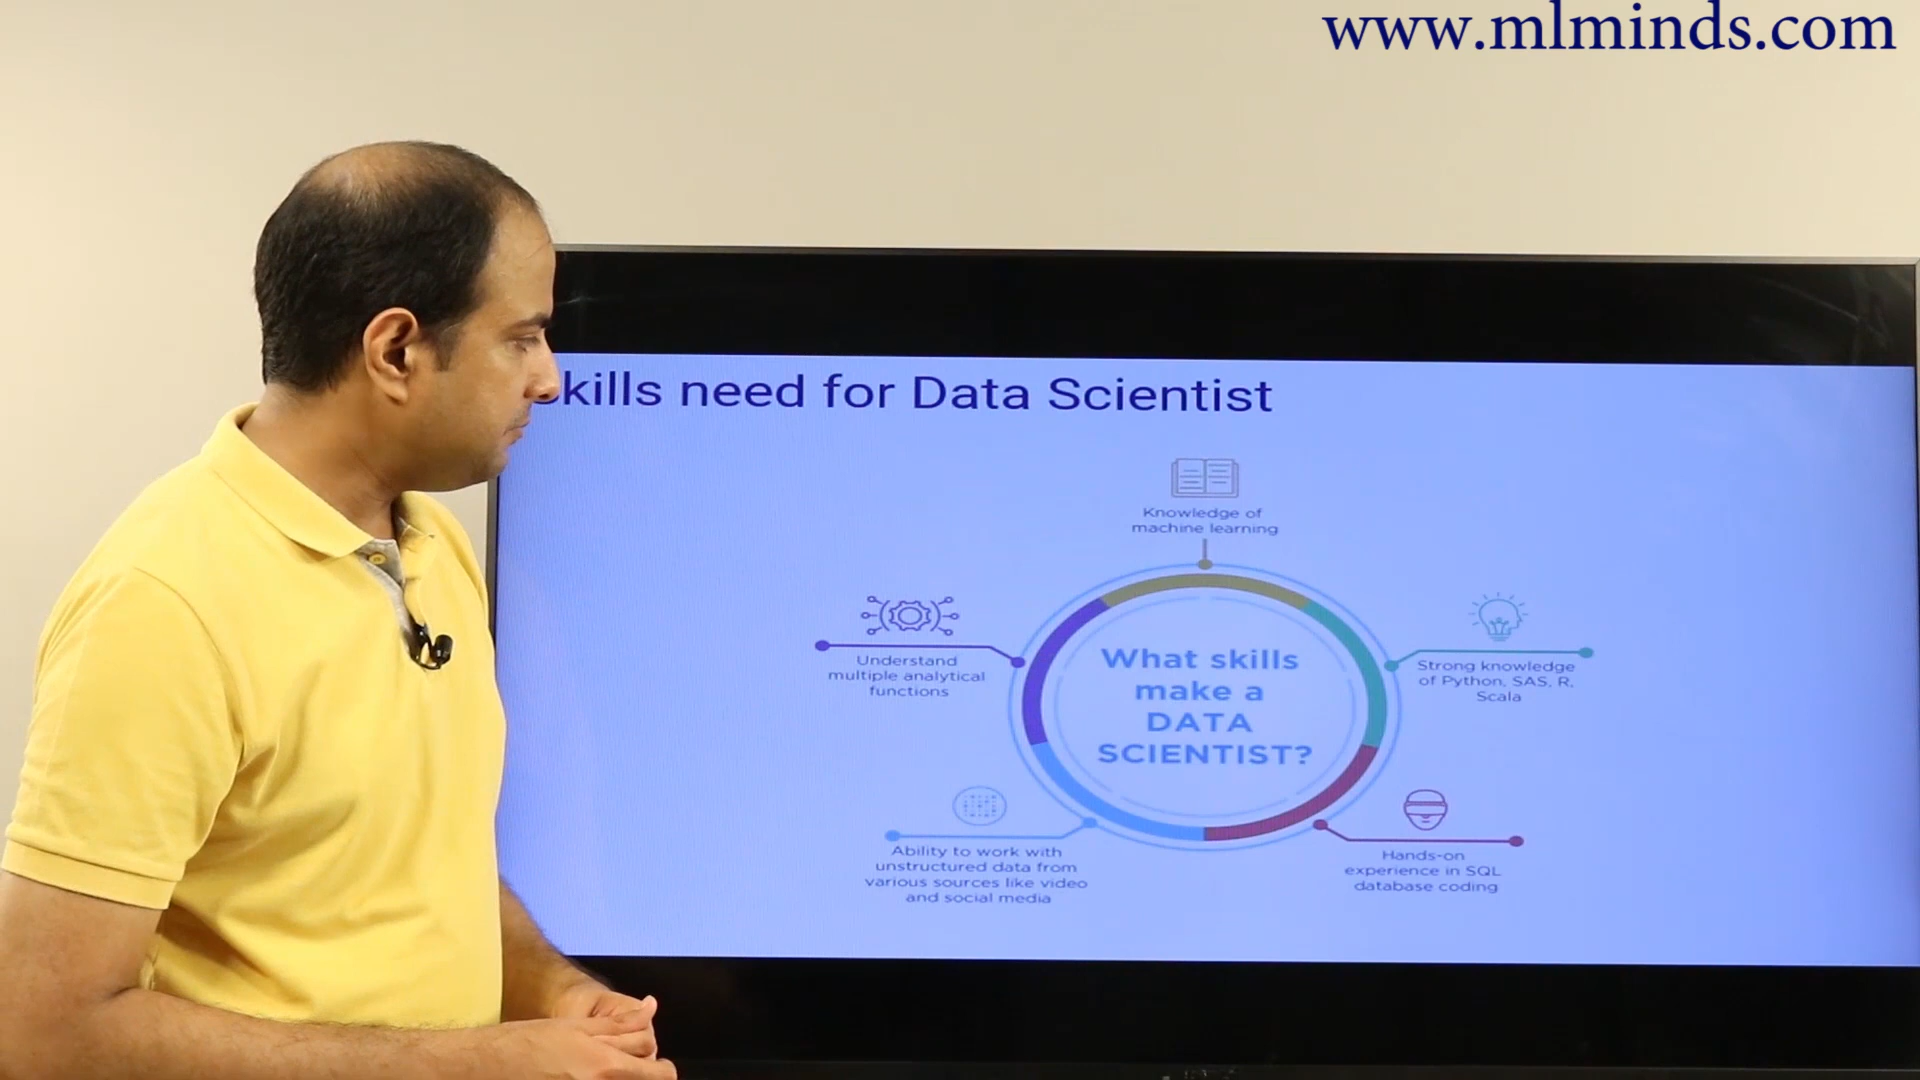 www.mlminds.com
kills need for Data Scientist
Knowledge of
machine learning
Understand
multiple analytical
functions
Strong knowledge
of Python, SAS, R,
Scala
What skills
make a
DATA
SCIENTIST?
Ability to work with
unstructured data from
various sources like video
and social media
Hands-on
experience in SQL
database coding